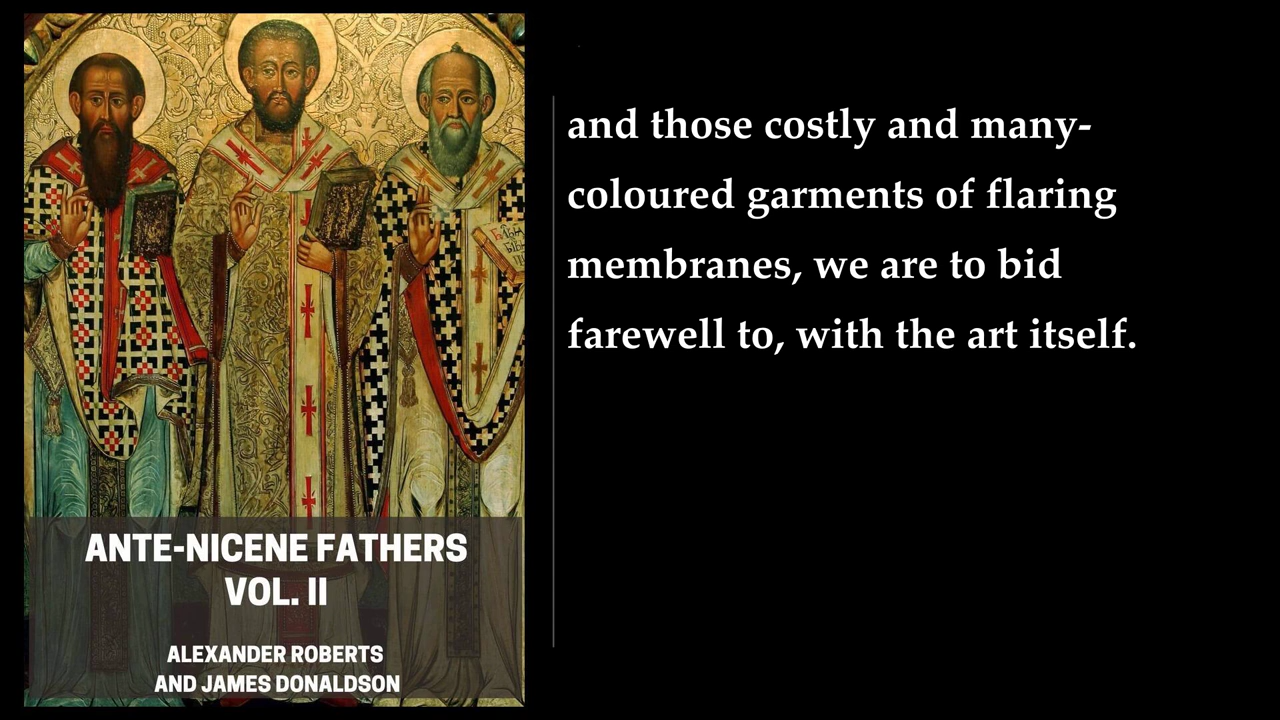 and those costly and many-
coloured garments of flaring
membranes, we are to bid
farewell to, with the art itself.
ANTE-NICENE FATHERS
VOL. II
ALEXANDER ROBERTS
AND JAMES DONALDSON